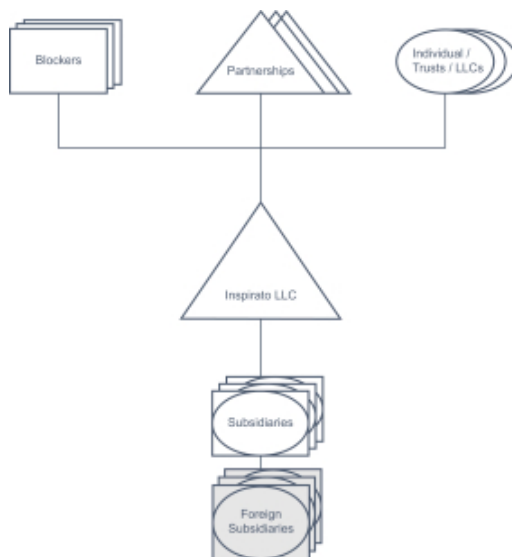 Blockers
Partnerships
Individual /
Trusts / LLCs
Inspirato LLC
Subsidiaries
Foreign
Subsidiaries